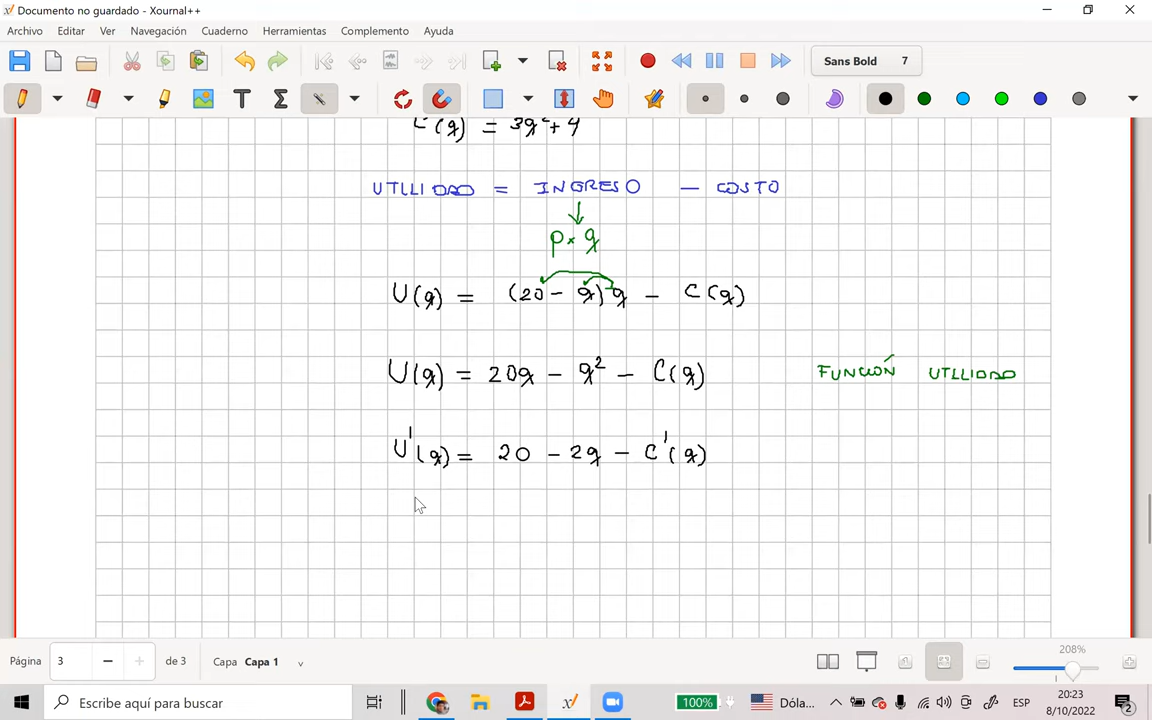 Documento no guardado - Xournal++
Archivo Editar Ver Navegación Cuaderno Herramientas Complemento Ayuda
Sans Bold 7
C'(q) = 3q²+4
UTILIDAD = INGRESO — COSTO
p × q
U(q) = (20 – q)q – C(q)
U(q) = 20q – q² – C(q) FUNCIÓN UTILIDAD
U'(q) = 20 – 2q – C'(q)
208%
Página 3 de 3 Capa Capa 1
Escribe aquí para buscar 100% Dóla... ESP 20:23
8/10/2022 2